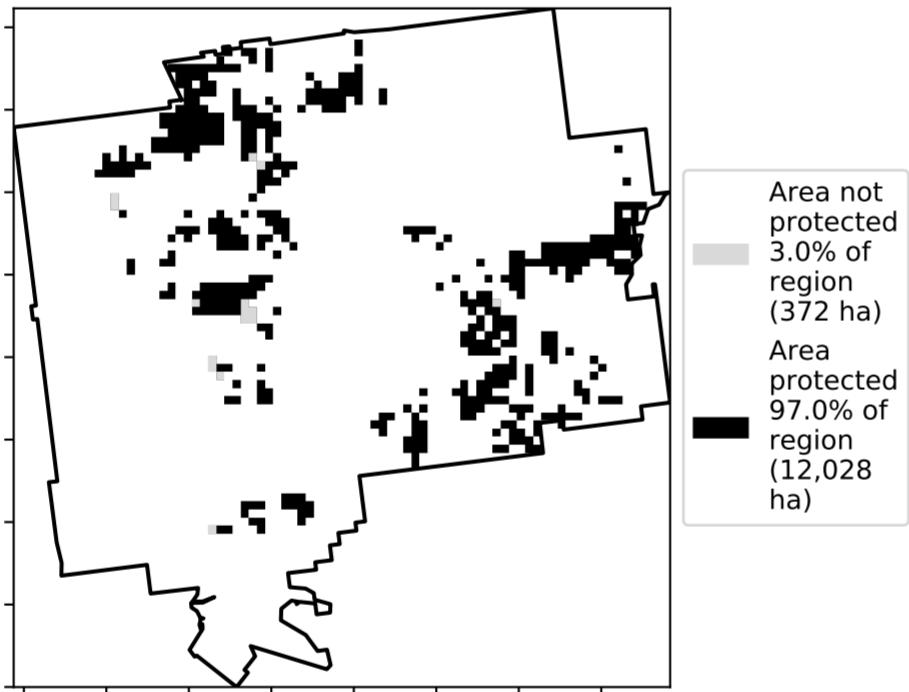 Area not
protected
3.0% of
region
(372 ha)
Area
protected
97.0% of
region
(12,028
ha)